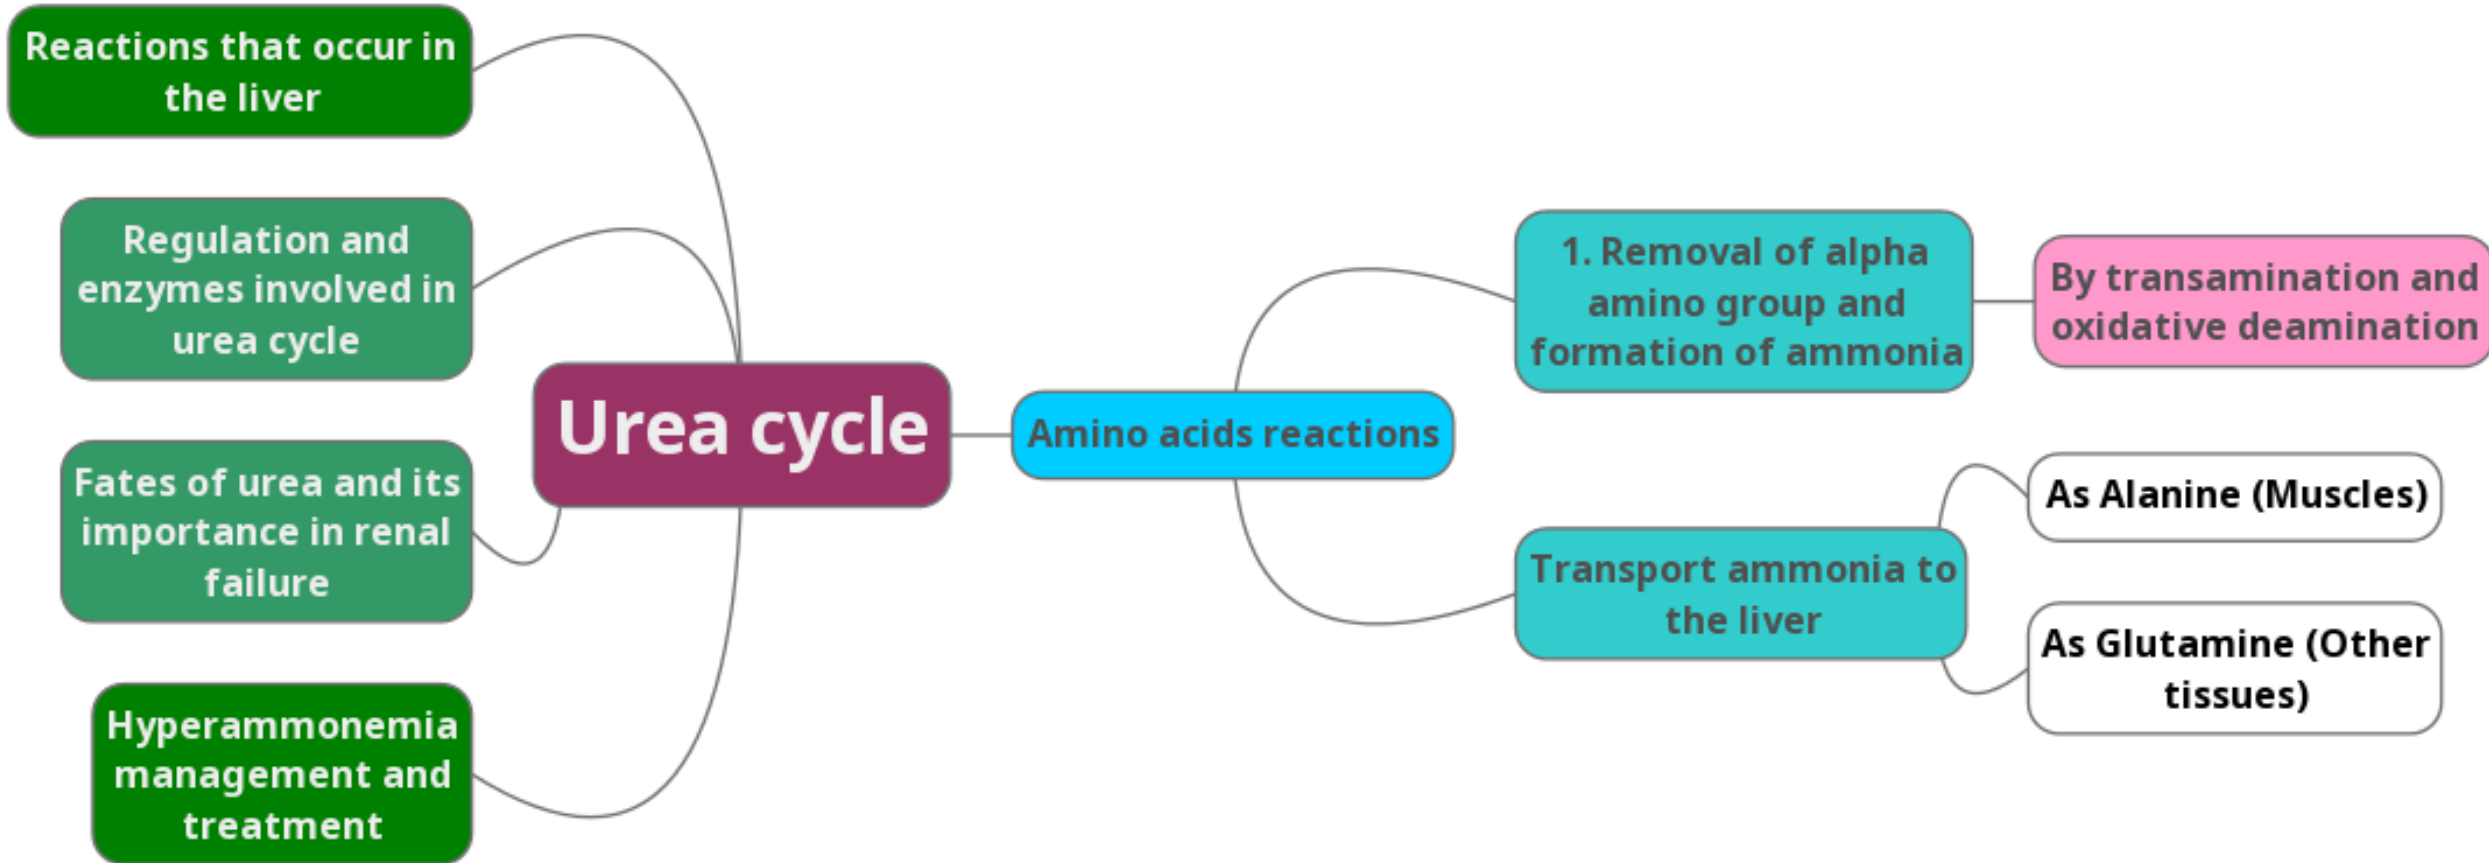 Reactions that occur in
the liver
Regulation and
enzymes involved in
urea cycle
Fates of urea and its
importance in renal
failure
Hyperammonemia
management and
treatment
Urea cycle
Amino acids reactions
1. Removal of alpha
amino group and
formation of ammonia
By transamination and
oxidative deamination
Transport ammonia to
the liver
As Alanine (Muscles)
As Glutamine (Other
tissues)